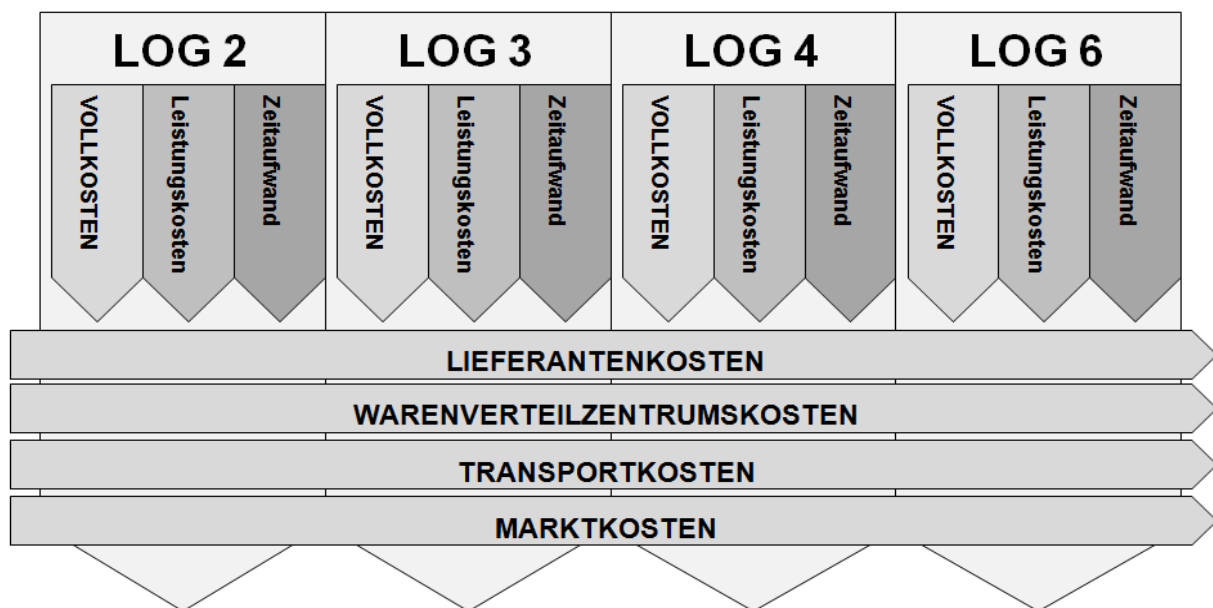 LOG 2
LOG 3
LOG 4
LOG 6
VOLLKOSTEN
Leistungskosten
Zeitaufwand
VOLLKOSTEN
Leistungskosten
Zeitaufwand
VOLLKOSTEN
Leistungskosten
Zeitaufwand
VOLLKOSTEN
Leistungskosten
Zeitaufwand
LIEFERANTENKOSTEN
WARENVERTEILZENTRUMSKOSTEN
TRANSPORTKOSTEN
MARKTKOSTEN